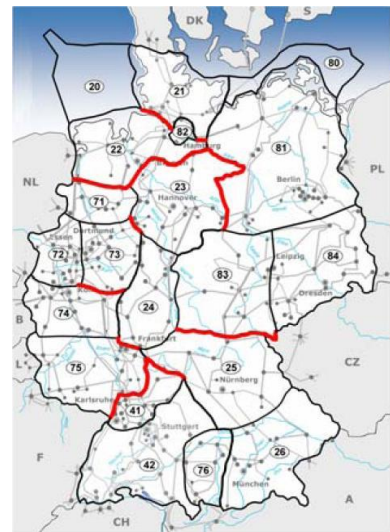 DK
S
20
21
80
82
Hamburg
22
81
Berlin
NL
PL
23
71
Hannover
Dortmund
Essen
72
73
83
Leipzig
84
Dresden
74
24
B
Frankfurt
CZ
L
75
25
Nürnberg
Karlsruhe
41
Stuttgart
F
42
76
26
München
CH
A